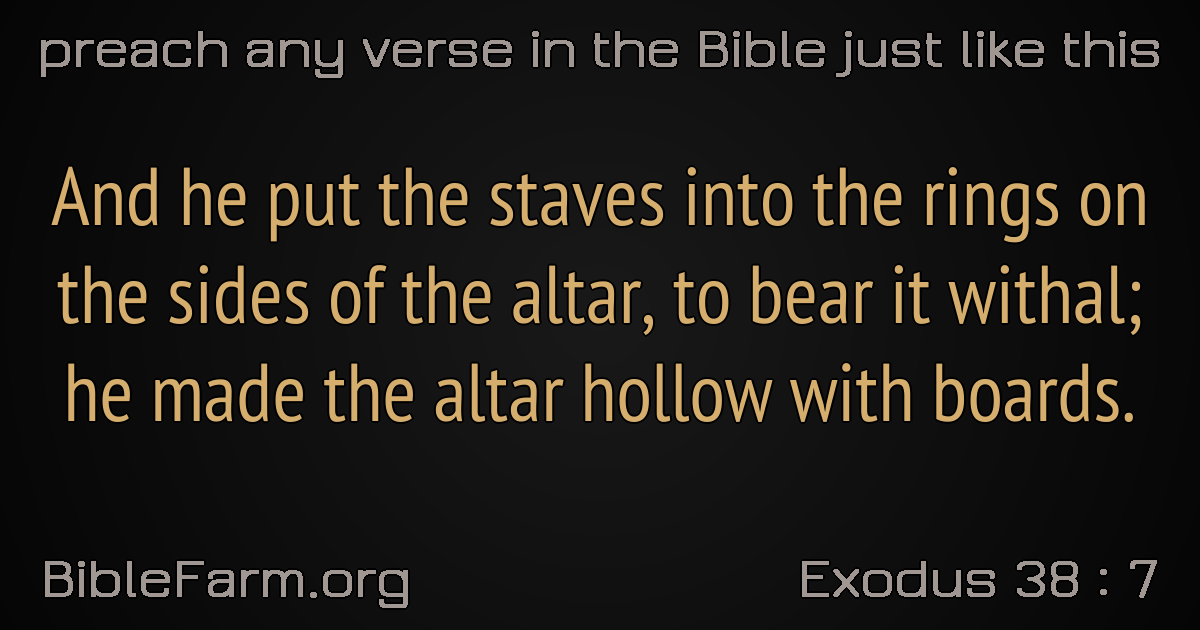 preach any verse in the Bible just like this
And he put the staves into the rings on
the sides of the altar, to bear it withal;
he made the altar hollow with boards.
BibleFarm.org
Exodus 38 : 7